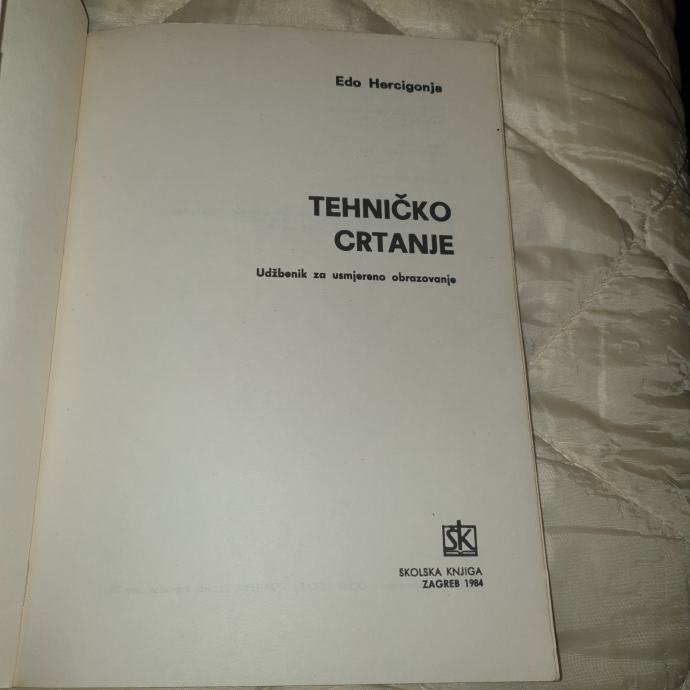 Edo Hercigonja
TEHNIČKO
CRTANJE
Udžbenik za usmjereno obrazovanje
ŠK
ŠKOLSKA KNJIGA
ZAGREB 1984